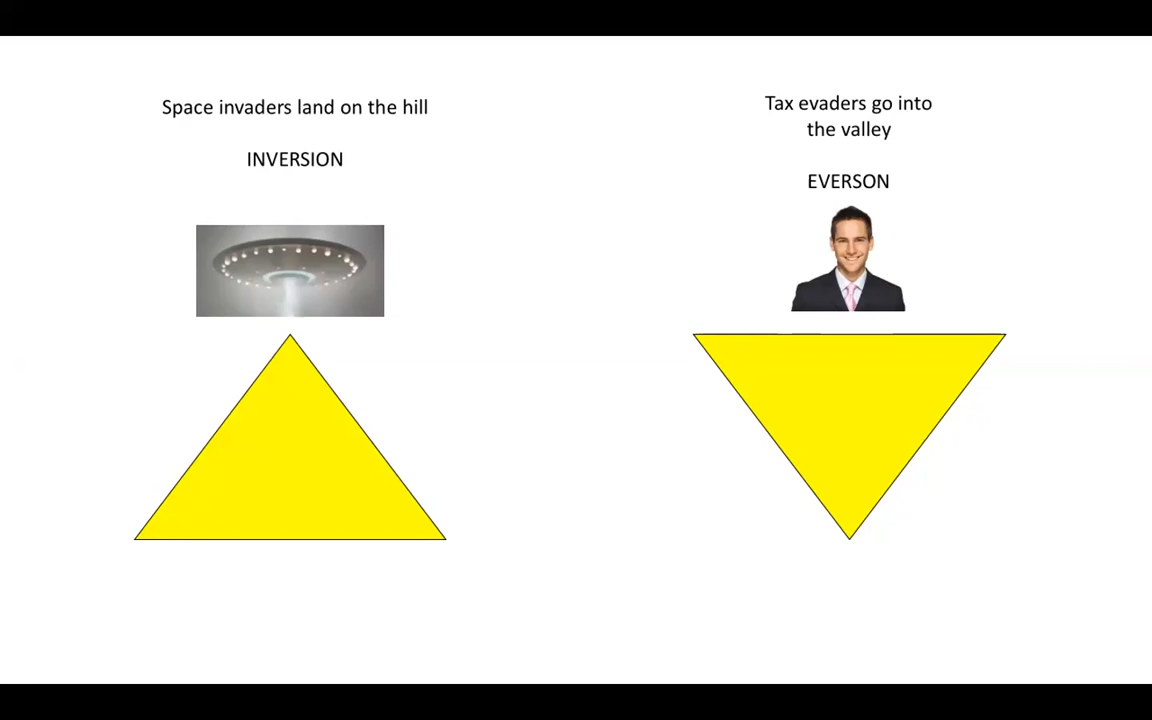 Space invaders land on the hill
INVERSION
Tax evaders go into
the valley
EVERSON